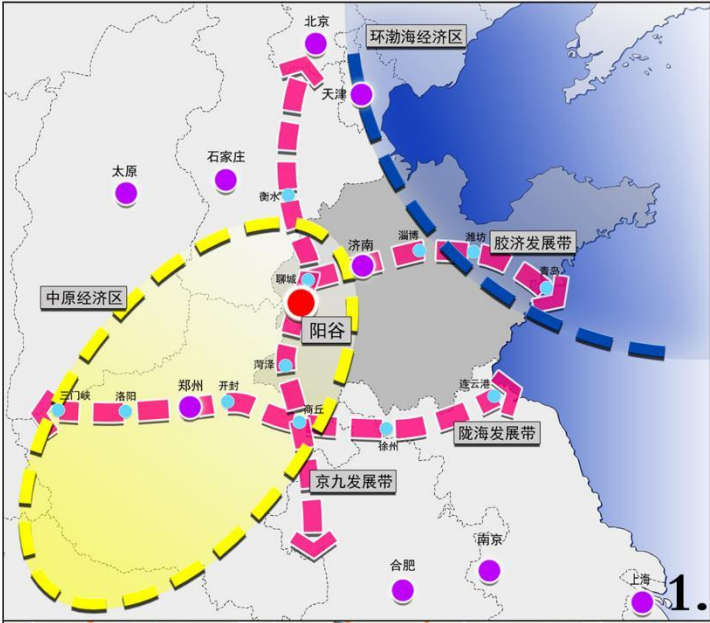 北京
环渤海经济区
天津
石家庄
太原
衡水
淄博
潍坊
胶济发展带
济南
青岛
聊城
中原经济区
阳谷
菏泽
连云港
郑州
开封
三门峡
洛阳
商丘
陇海发展带
徐州
京九发展带
南京
合肥
上海
1.